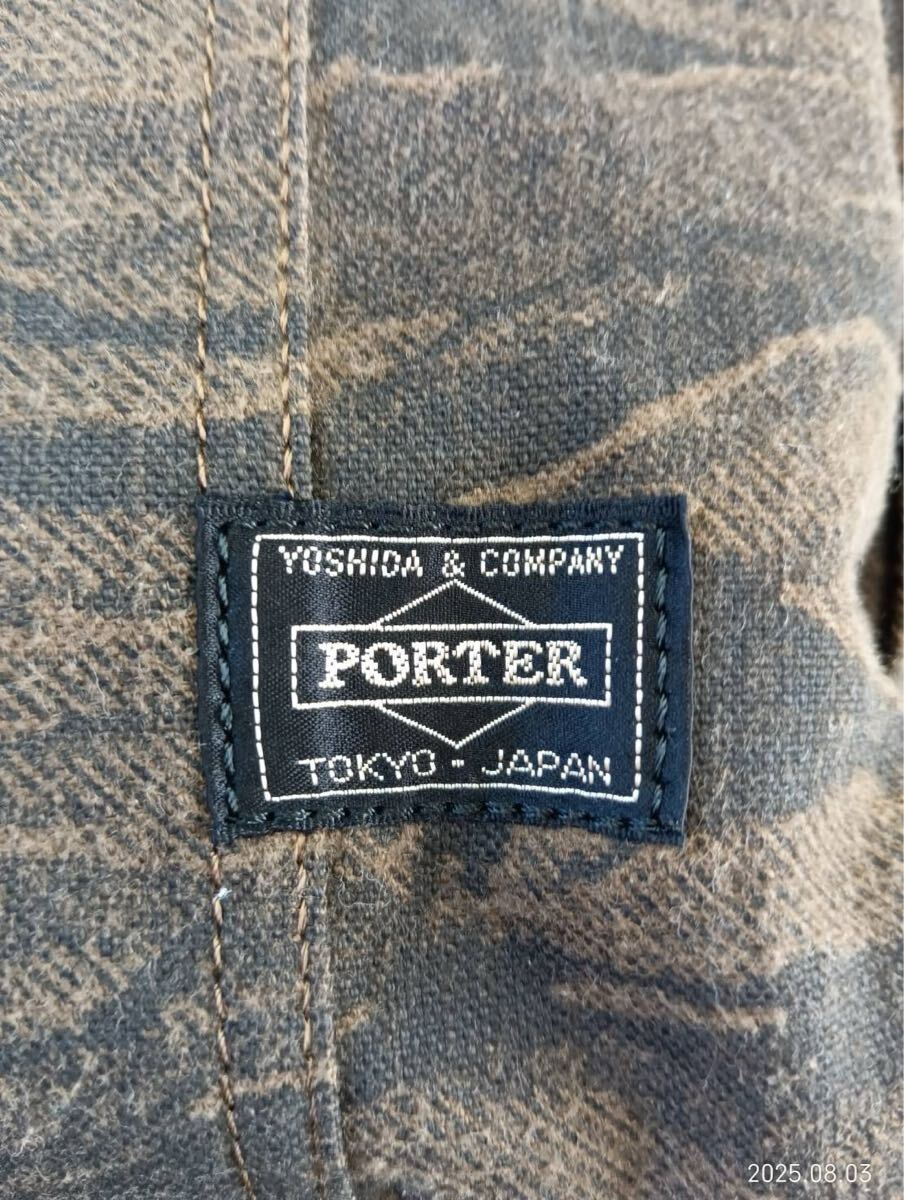 YOSHIDA & COMPANY
PORTER
TOKYO - JAPAN
2025.08.03